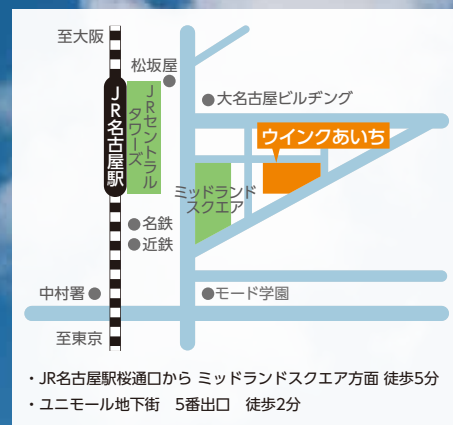 至大阪
松坂屋
JR名古屋駅
JRセントラル
タワーズ
大名古屋ビルヂング
ウインクあいち
ミッドランド
スクエア
名鉄
近鉄
中村署
モード学園
至東京
・JR名古屋駅桜通口から ミッドランドスクエア方面 徒歩5分
・ユニモール地下街　5番出口　徒歩2分